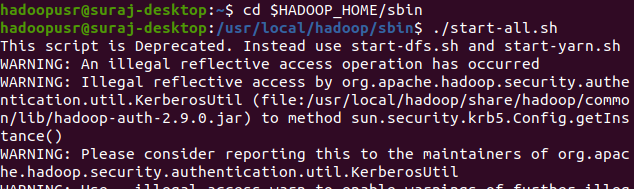 hadoopusr@suraj-desktop:~$ cd $HADOOP_HOME/sbin
hadoopusr@suraj-desktop:/usr/local/hadoop/sbin$ ./start-all.sh
This script is Deprecated. Instead use start-dfs.sh and start-yarn.sh
WARNING: An illegal reflective access operation has occurred
WARNING: Illegal reflective access by org.apache.hadoop.security.authe
ntication.util.KerberosUtil (file:/usr/local/hadoop/share/hadoop/commo
n/lib/hadoop-auth-2.9.0.jar) to method sun.security.krb5.Config.getIns
tance()
WARNING: Please consider reporting this to the maintainers of org.apac
he.hadoop.security.authentication.util.KerberosUtil